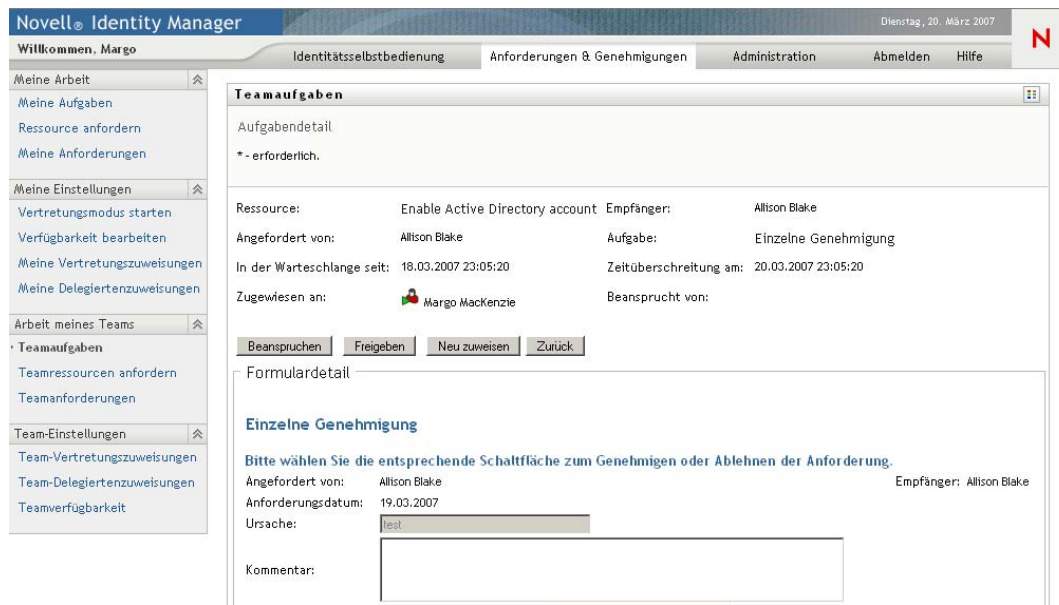 Novell® Identity Manager
Dienstag, 20. März 2007
N
Willkommen, Margo
Identitätsselbstbedienung
Anforderungen & Genehmigungen
Administration
Abmelden
Hilfe
Meine Arbeit
Meine Aufgaben
Ressource anfordern
Meine Anforderungen
Meine Einstellungen
Vertretungsmodus starten
Verfügbarkeit bearbeiten
Meine Vertretungszuweisungen
Meine Delegiertenzuweisungen
Arbeit meines Teams
Teamaufgaben
Teamressourcen anfordern
Teamanforderungen
Team-Einstellungen
Team-Vertretungszuweisungen
Team-Delegiertenzuweisungen
Teamverfügbarkeit
Teamaufgaben
Aufgabendetail
* - erforderlich.
Ressource: Enable Active Directory account Empfänger: Allison Blake
Angefordert von: Allison Blake Aufgabe: Einzelne Genehmigung
In der Warteschlange seit: 18.03.2007 23:05:20 Zeitüberschreitung am: 20.03.2007 23:05:20
Zugewiesen an: Margo MacKenzie Beansprucht von:
Beanspruchen Freigeben Neu zuweisen Zurück
Formulardetail
Einzelne Genehmigung
Bitte wählen Sie die entsprechende Schaltfläche zum Genehmigen oder Ablehnen der Anforderung.
Angefordert von: Allison Blake Empfänger: Allison Blake
Anforderungsdatum: 19.03.2007
Ursache: test
Kommentar: